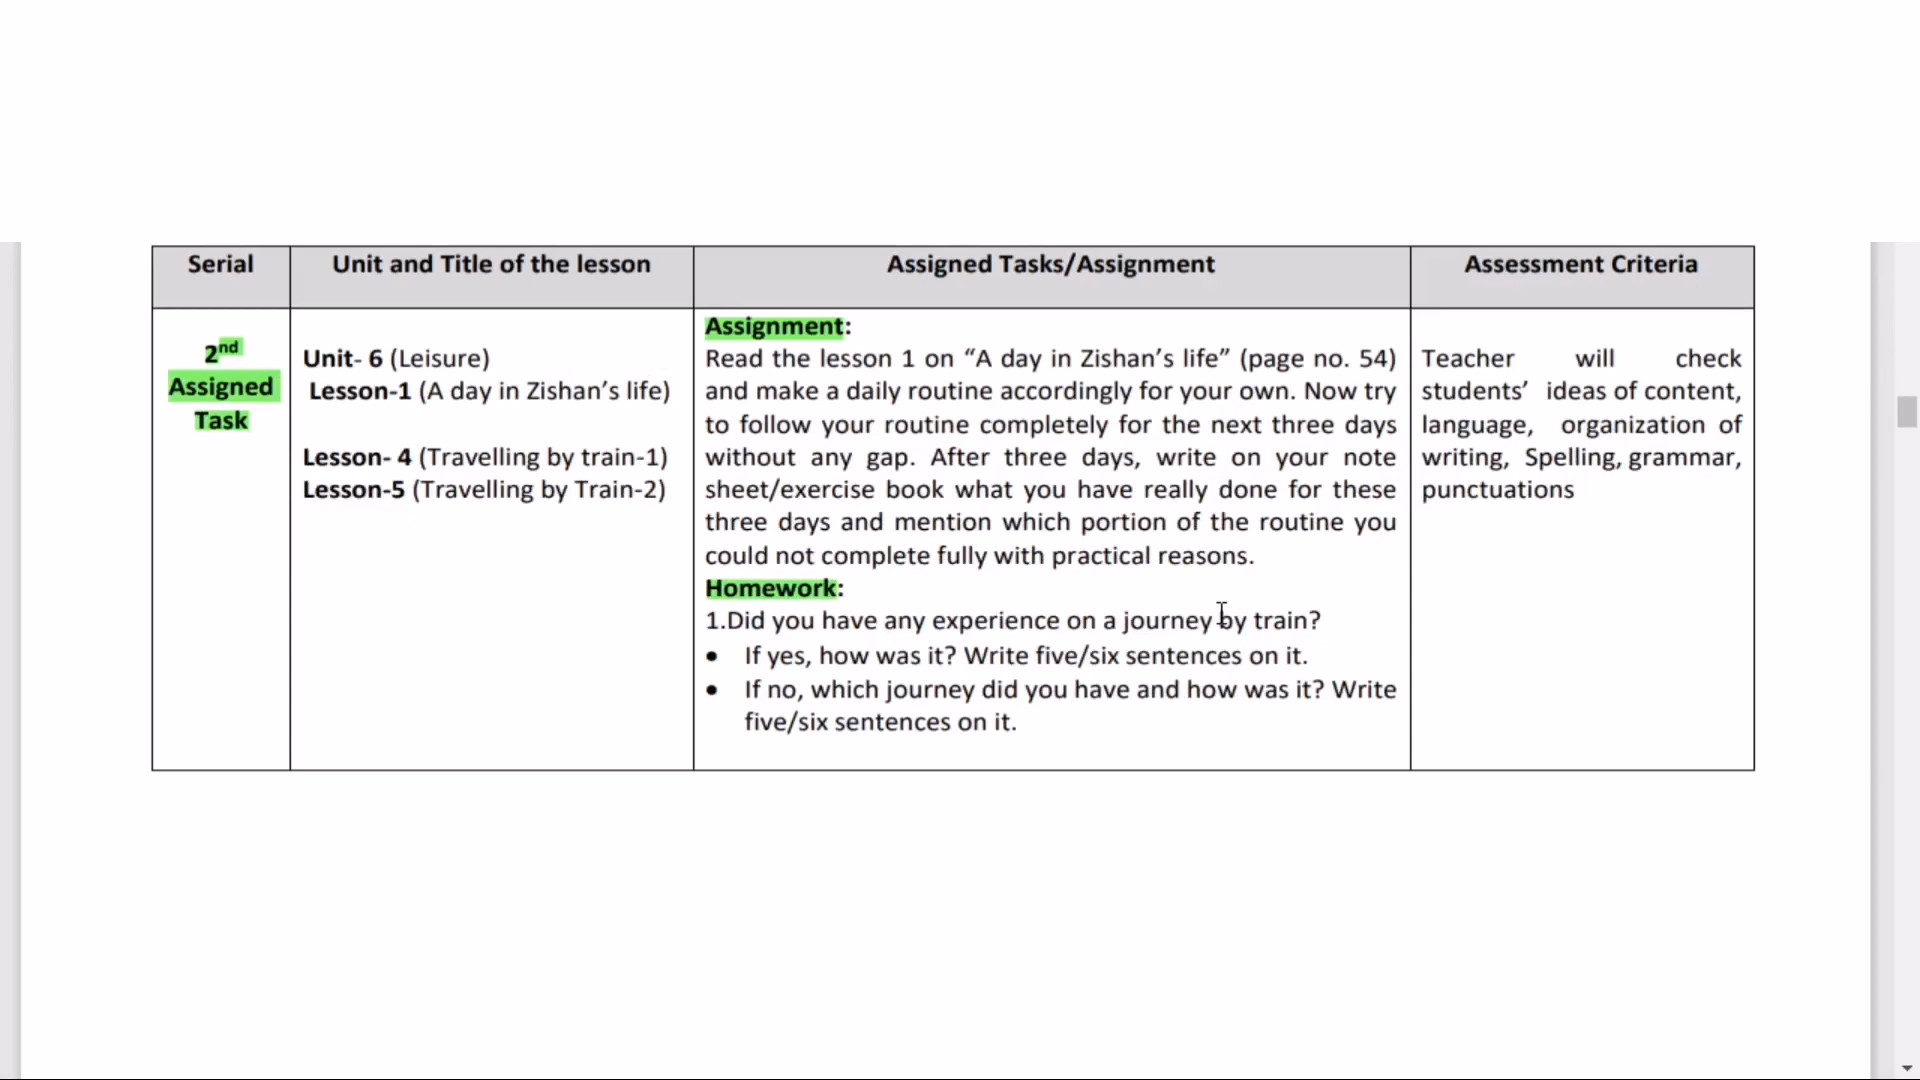 Serial
Unit and Title of the lesson
Assigned Tasks/Assignment
Assessment Criteria
2nd
Assigned
Task
Unit- 6 (Leisure)
Lesson-1 (A day in Zishan’s life)
Lesson- 4 (Travelling by train-1)
Lesson-5 (Travelling by Train-2)
Assignment:
Read the lesson 1 on “A day in Zishan’s life” (page no. 54)
and make a daily routine accordingly for your own. Now try
to follow your routine completely for the next three days
without any gap. After three days, write on your note
sheet/exercise book what you have really done for these
three days and mention which portion of the routine you
could not complete fully with practical reasons.
Homework:
1.Did you have any experience on a journey by train?
• If yes, how was it? Write five/six sentences on it.
• If no, which journey did you have and how was it? Write
five/six sentences on it.
Teacher will check
students’ ideas of content,
language, organization of
writing, Spelling, grammar,
punctuations